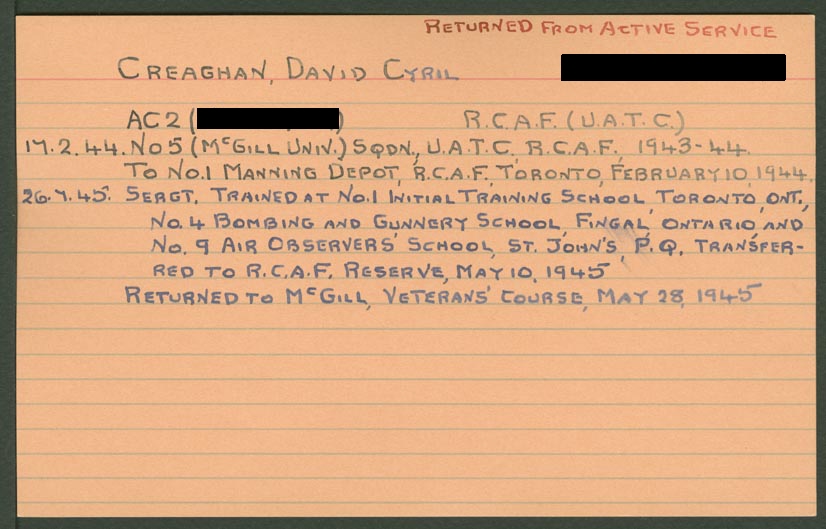 RETURNED FROM ACTIVE SERVICE
CREAGHAN, DAVID CYRIL
AC2 ( ) R.C.A.F. (U.A.T.C.)
17.2.44. NO 5 (McGILL UNIV.) SQDN., U.A.T.C., R.C.A.F., 1943-44.
TO NO.1 MANNING DEPOT, R.C.A.F., TORONTO, FEBRUARY 10, 1944.
26.7.45. SERGT. TRAINED AT NO.1 INITIAL TRAINING SCHOOL, TORONTO, ONT.,
NO. 4 BOMBING AND GUNNERY SCHOOL, FINGAL, ONTARIO, AND
NO. 9 AIR OBSERVERS' SCHOOL, ST. JOHN'S, P.Q. TRANSFER-
RED TO R.C.A.F. RESERVE, MAY 10, 1945
RETURNED TO McGILL, VETERANS' COURSE, MAY 28, 1945